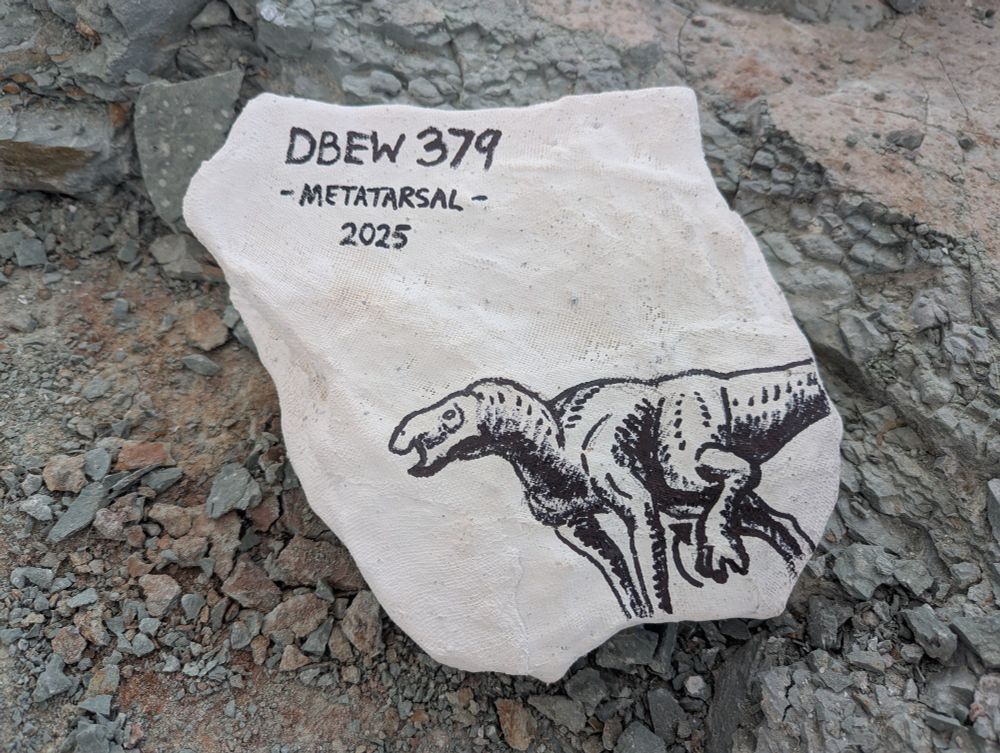 DBEW 379
- METATARSAL -
2025